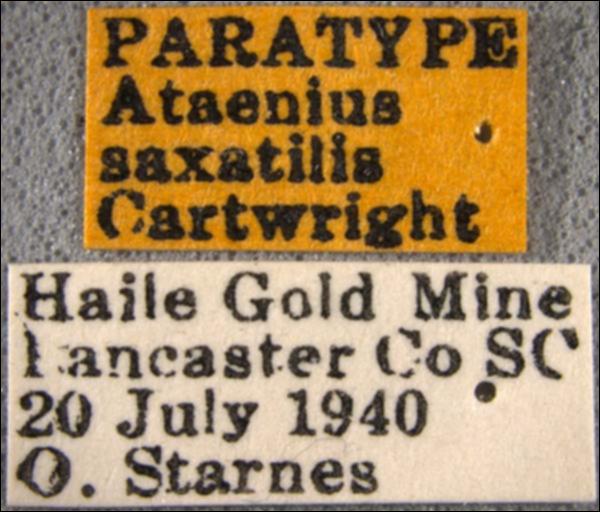 PARATYPE
Ataenius
saxatilis
Cartwright
Haile Gold Mine
Lancaster Co SC
20 July 1940
O. Starnes